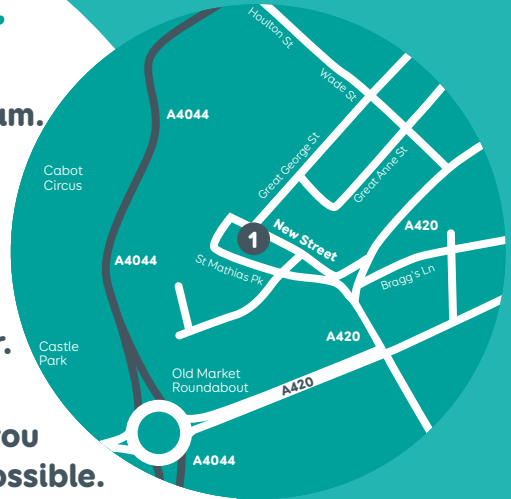 um.
Houlton St
Wade St
A4044
Great George St
Great Anne St
Cabot
Circus
1
New Street
A420
A4044
St Mathias Pk
Bragg's Ln
r.
Castle
Park
A420
Old Market
Roundabout
A420
ou
A4044
ossible.